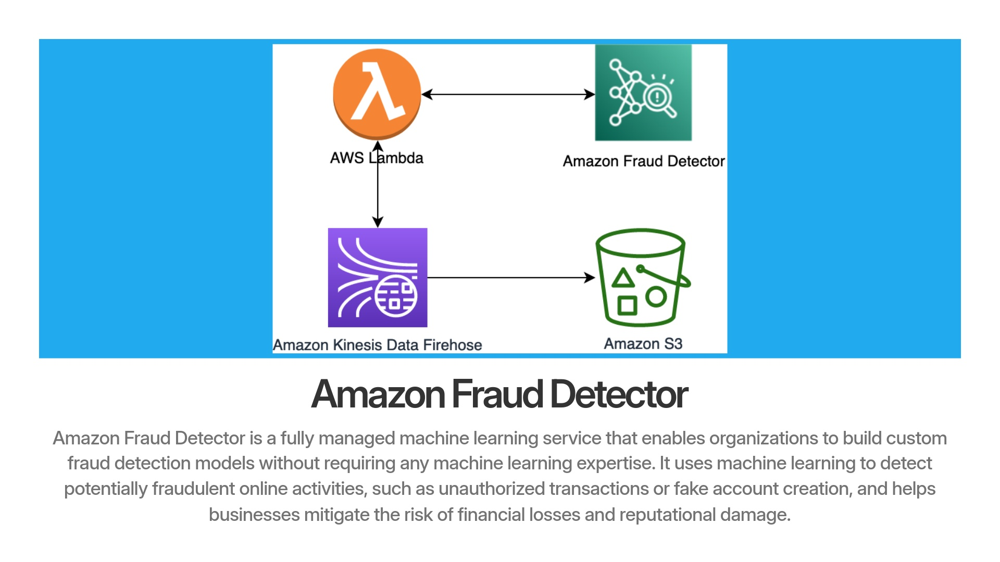 AWS Lambda
Amazon Fraud Detector
Amazon Kinesis Data Firehose
Amazon S3
Amazon Fraud Detector
Amazon Fraud Detector is a fully managed machine learning service that enables organizations to build custom
fraud detection models without requiring any machine learning expertise. It uses machine learning to detect
potentially fraudulent online activities, such as unauthorized transactions or fake account creation, and helps
businesses mitigate the risk of financial losses and reputational damage.